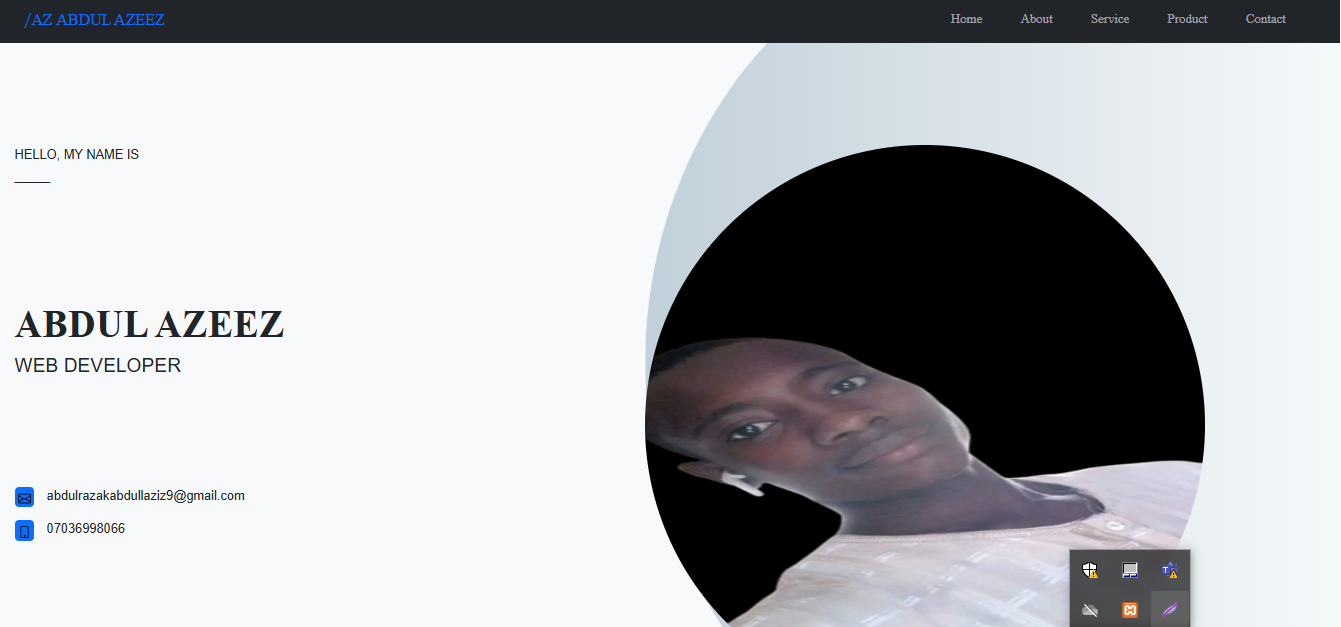 /AZ ABDUL AZEEZ
Home About Service Product Contact
HELLO, MY NAME IS
ABDUL AZEEZ
WEB DEVELOPER
abdulrazakabdullaziz9@gmail.com
07036998066